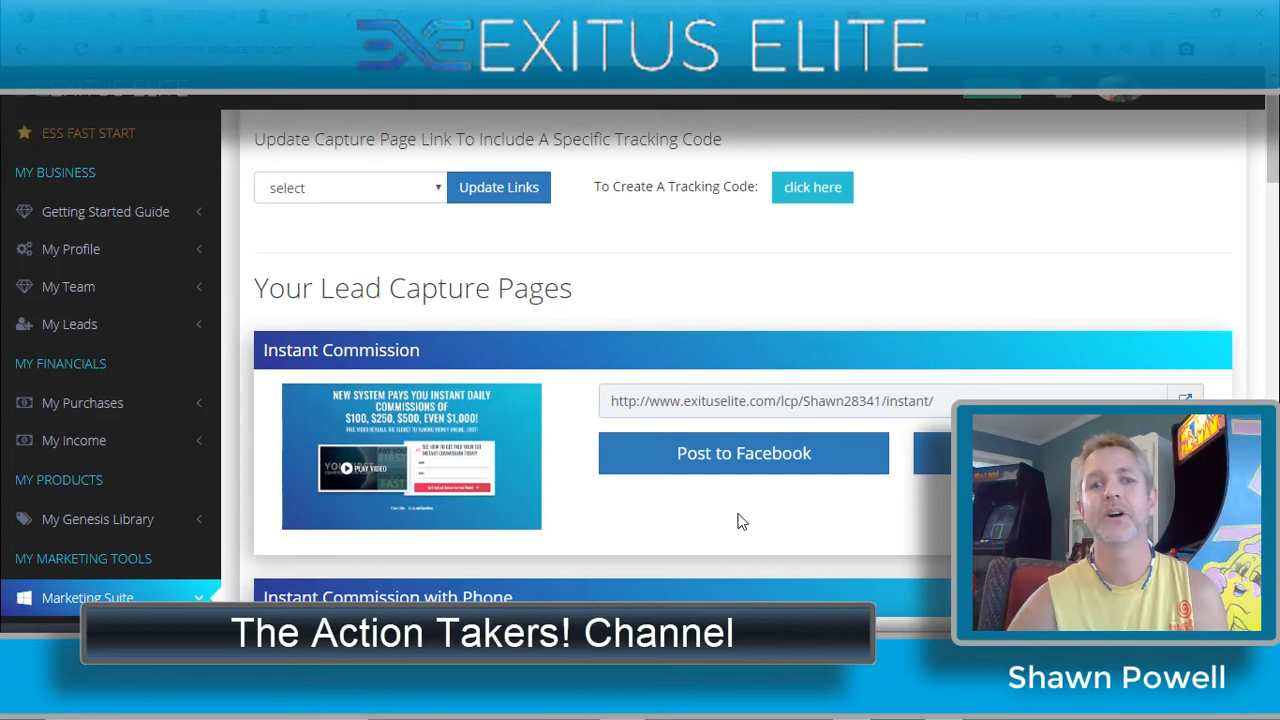 EXITUS ELITE
ESS FAST START
MY BUSINESS
Getting Started Guide
My Profile
My Team
My Leads
MY FINANCIALS
My Purchases
My Income
MY PRODUCTS
My Genesis Library
MY MARKETING TOOLS
Marketing Suite
Update Capture Page Link To Include A Specific Tracking Code
select
Update Links
To Create A Tracking Code:
click here
Your Lead Capture Pages
Instant Commission
NEW SYSTEM PAYS YOU INSTANT DAILY
COMMISSIONS OF
$100, $250, $500, EVEN $1,000!
PLAY VIDEO
http://www.exituselite.com/lcp/Shawn28341/instant/
Post to Facebook
Instant Commission with Phone
The Action Takers! Channel
Shawn Powell